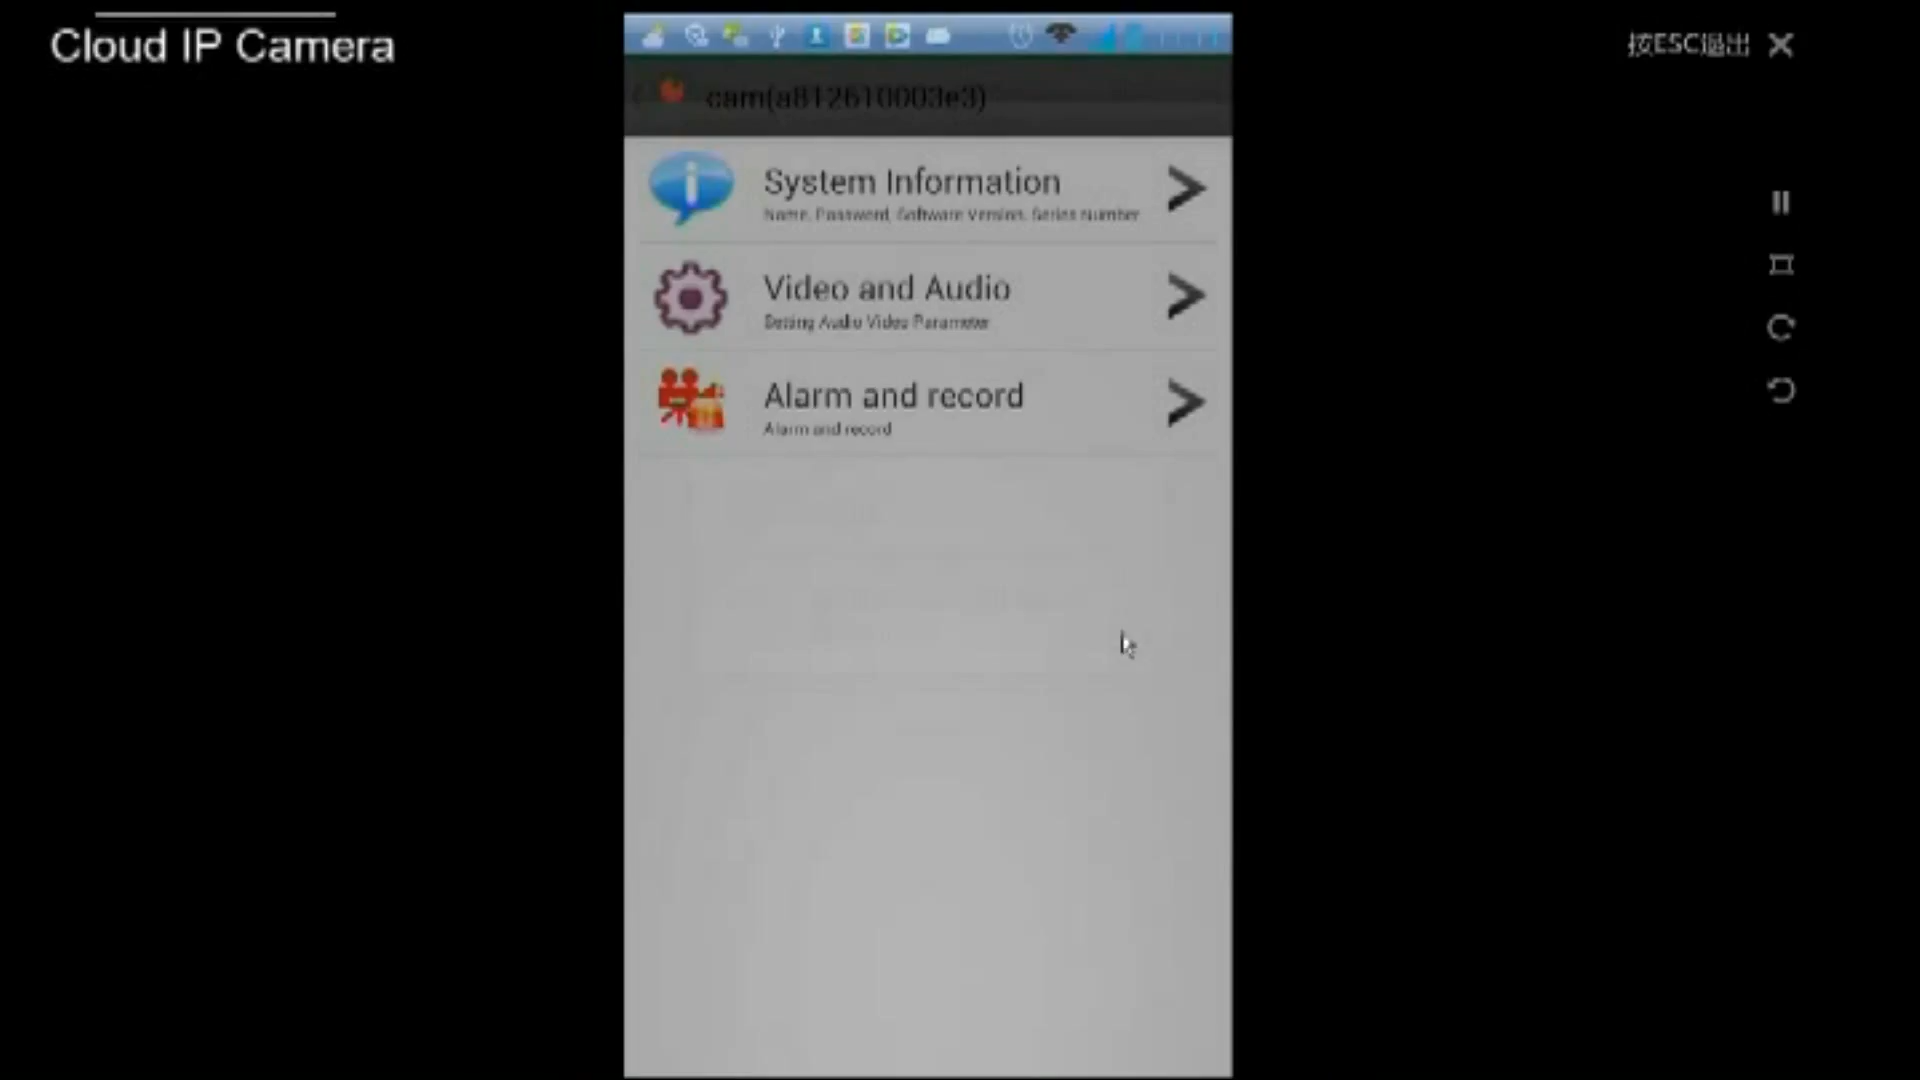 Cloud IP Camera
按ESC退出
cam(a812610003e3)
System Information
Name, Password, Software Version, Series Number
Video and Audio
Setting Audio Video Parameter
Alarm and record
Alarm and record